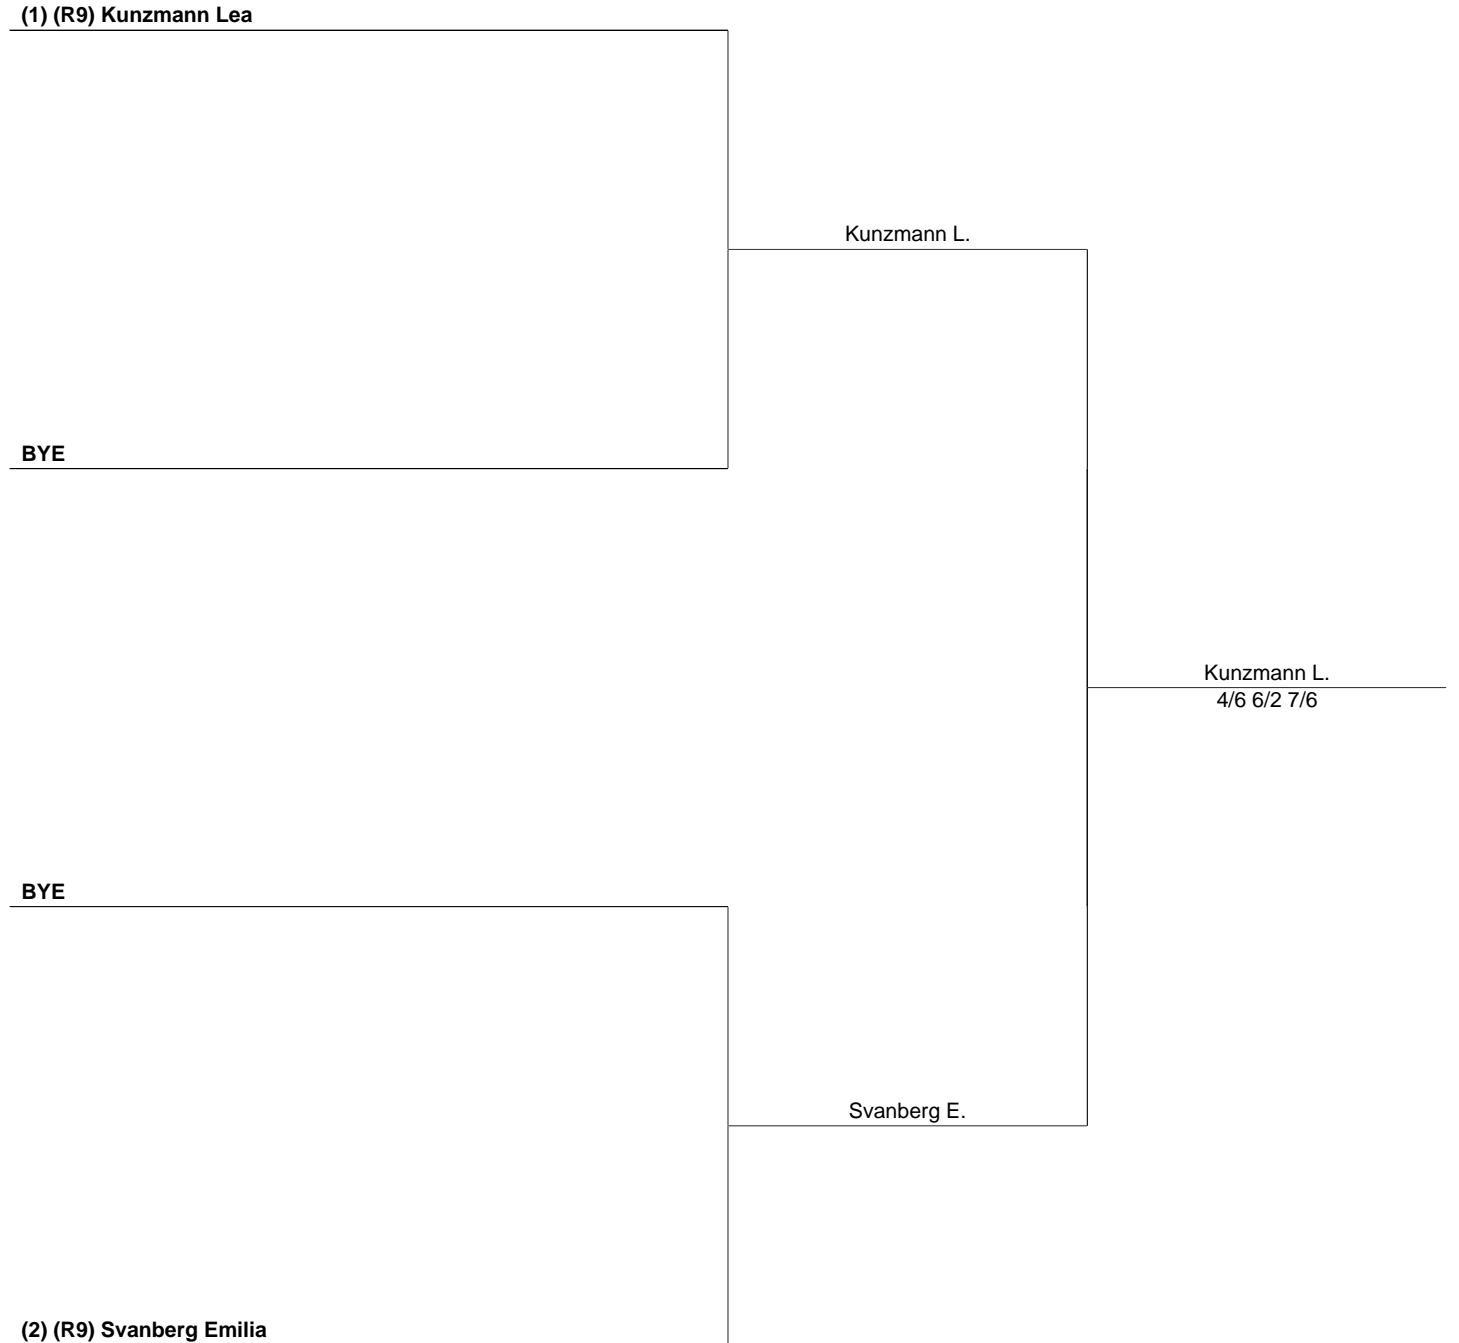 (1) (R9) Kunzmann Lea
Kunzmann L.
BYE
Kunzmann L.
4/6 6/2 7/6
BYE
Svanberg E.
(2) (R9) Svanberg Emilia